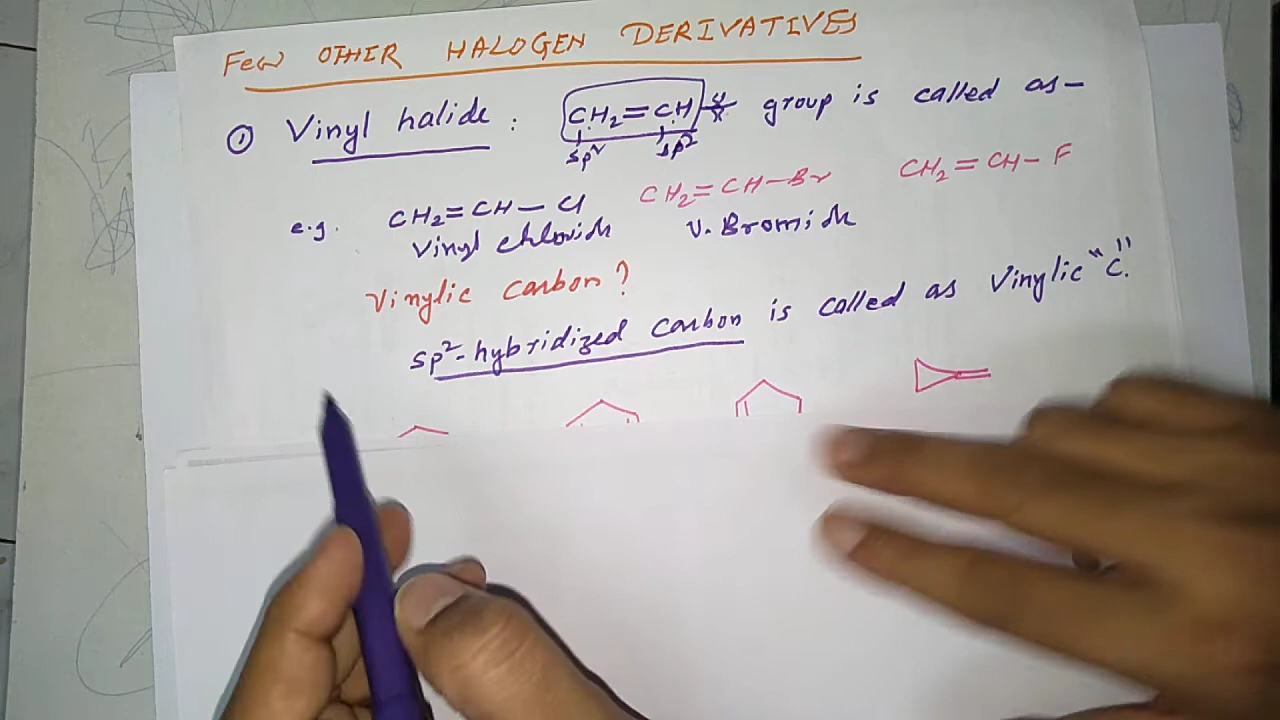 FEW OTHER HALOGEN DERIVATIVES
① Vinyl halide : CH₂=CH- group is called as-
sp² sp²
e.g. CH₂=CH-Cl CH₂=CH-Br CH₂=CH-F
Vinyl chloride V. Bromide
Vinylic carbon?
sp²-hybridized carbon is called as Vinylic "C".